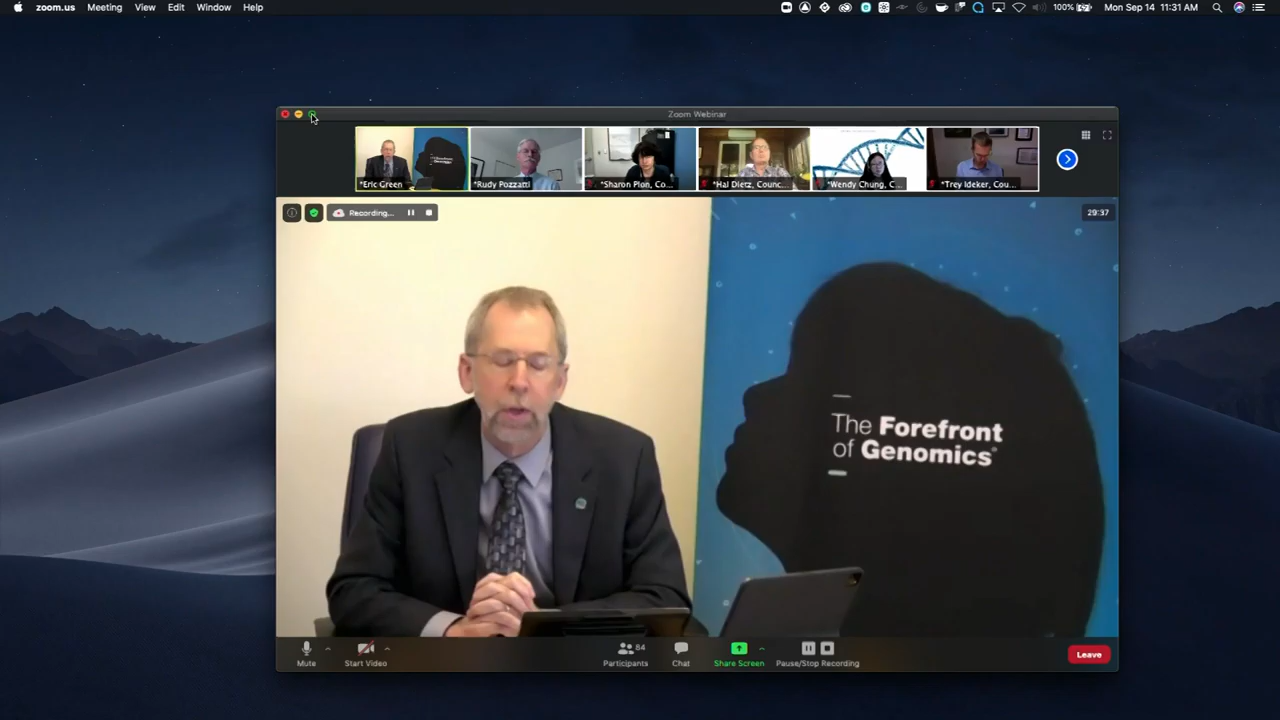 zoom.us Meeting View Edit Window Help
100% Mon Sep 14 11:31 AM
Zoom Webinar
*Eric Green
*Rudy Pozzatti
*Sharon Plon, Co...
*Hal Dietz, Counc...
*Wendy Chung, C...
*Trey Ideker, Cou...
Recording...
29:37
The Forefront
of Genomics®
Mute
Start Video
84
Participants
Chat
Share Screen
Pause/Stop Recording
Leave